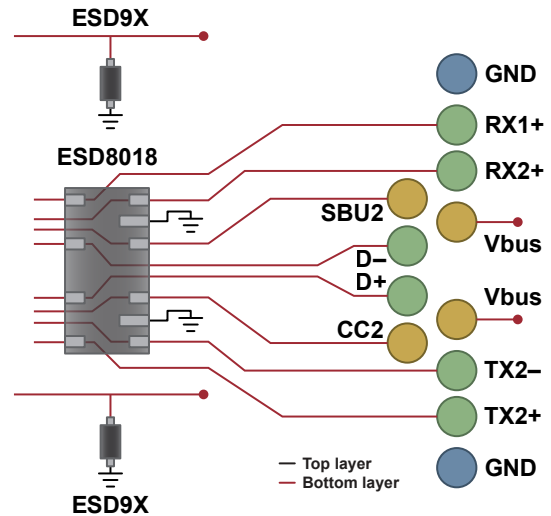 ESD9X
GND
RX1+
ESD8018
RX2+
SBU2
Vbus
D–
D+
Vbus
CC2
TX2–
TX2+
Top layer
GND
Bottom layer
ESD9X